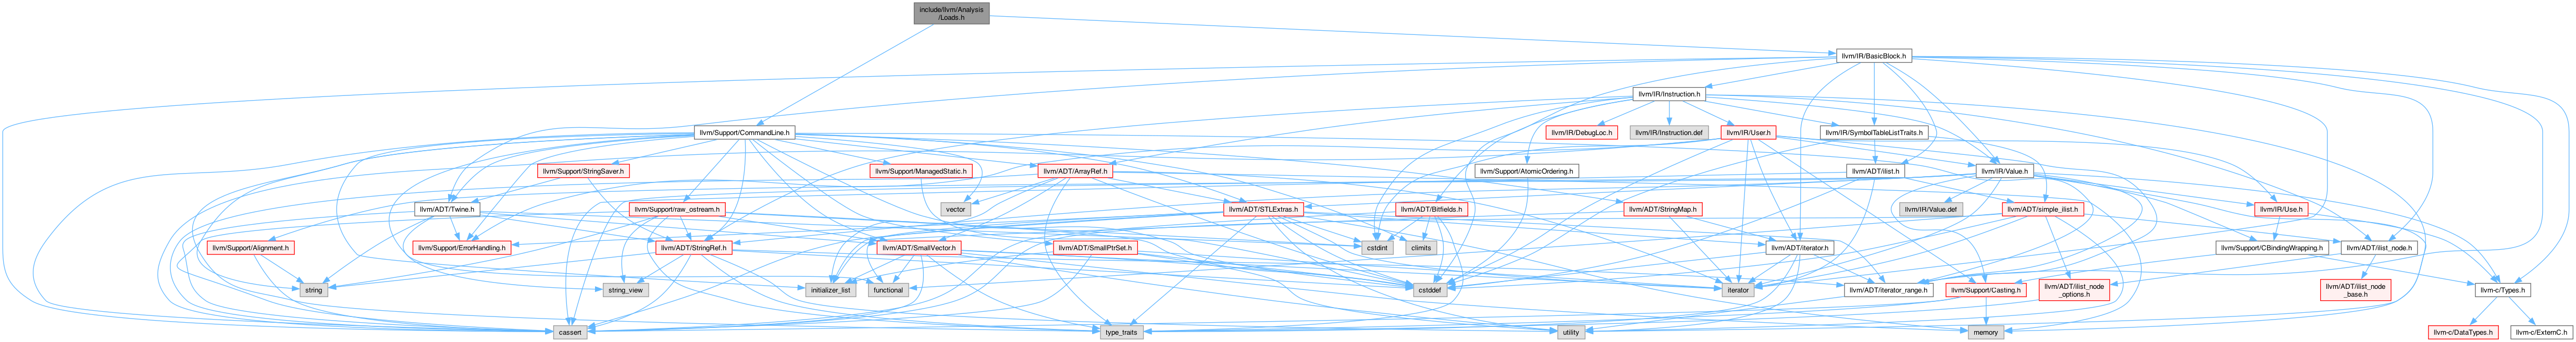 include/llvm/Analysis
/Loads.h
llvm/IR/BasicBlock.h
llvm/IR/Instruction.h
llvm/Support/CommandLine.h
llvm/IR/DebugLoc.h
llvm/IR/Instruction.def
llvm/IR/User.h
llvm/IR/SymbolTableListTraits.h
llvm/Support/StringSaver.h
llvm/Support/ManagedStatic.h
llvm/ADT/ArrayRef.h
llvm/Support/AtomicOrdering.h
llvm/ADT/ilist.h
llvm/IR/Value.h
llvm/ADT/Twine.h
llvm/Support/raw_ostream.h
vector
llvm/ADT/STLExtras.h
llvm/ADT/Bitfields.h
llvm/ADT/StringMap.h
llvm/IR/Value.def
llvm/ADT/simple_ilist.h
llvm/IR/Use.h
llvm/Support/Alignment.h
llvm/Support/ErrorHandling.h
llvm/ADT/StringRef.h
llvm/ADT/SmallVector.h
llvm/ADT/SmallPtrSet.h
cstdint
climits
llvm/ADT/iterator.h
llvm/Support/CBindingWrapping.h
llvm/ADT/ilist_node.h
string
string_view
initializer_list
functional
cstddef
iterator
llvm/ADT/iterator_range.h
llvm/Support/Casting.h
llvm/ADT/ilist_node
_options.h
llvm/ADT/ilist_node
_base.h
llvm-c/Types.h
cassert
type_traits
utility
memory
llvm-c/DataTypes.h
llvm-c/ExternC.h